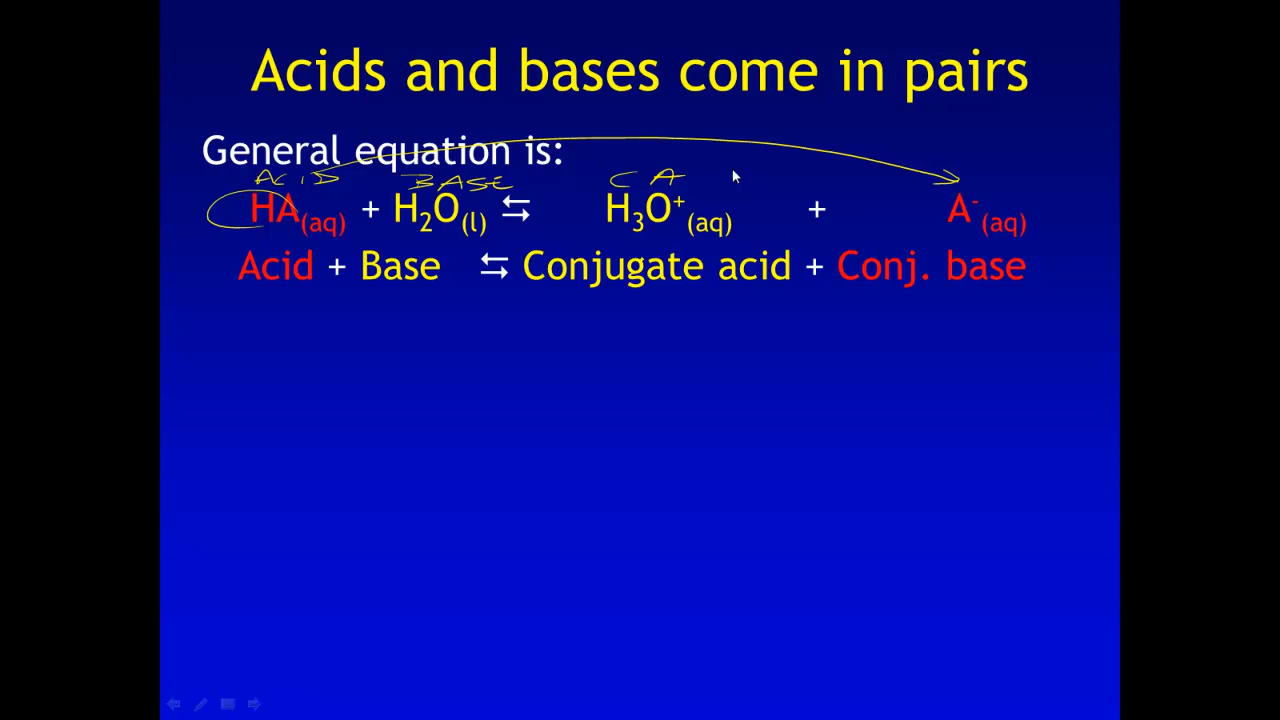 Acids and bases come in pairs
General equation is:
ACID BASE CA
HA(aq) + H₂O(l) ⇆ H₃O⁺(aq) + A⁻(aq)
Acid + Base ⇆ Conjugate acid + Conj. base